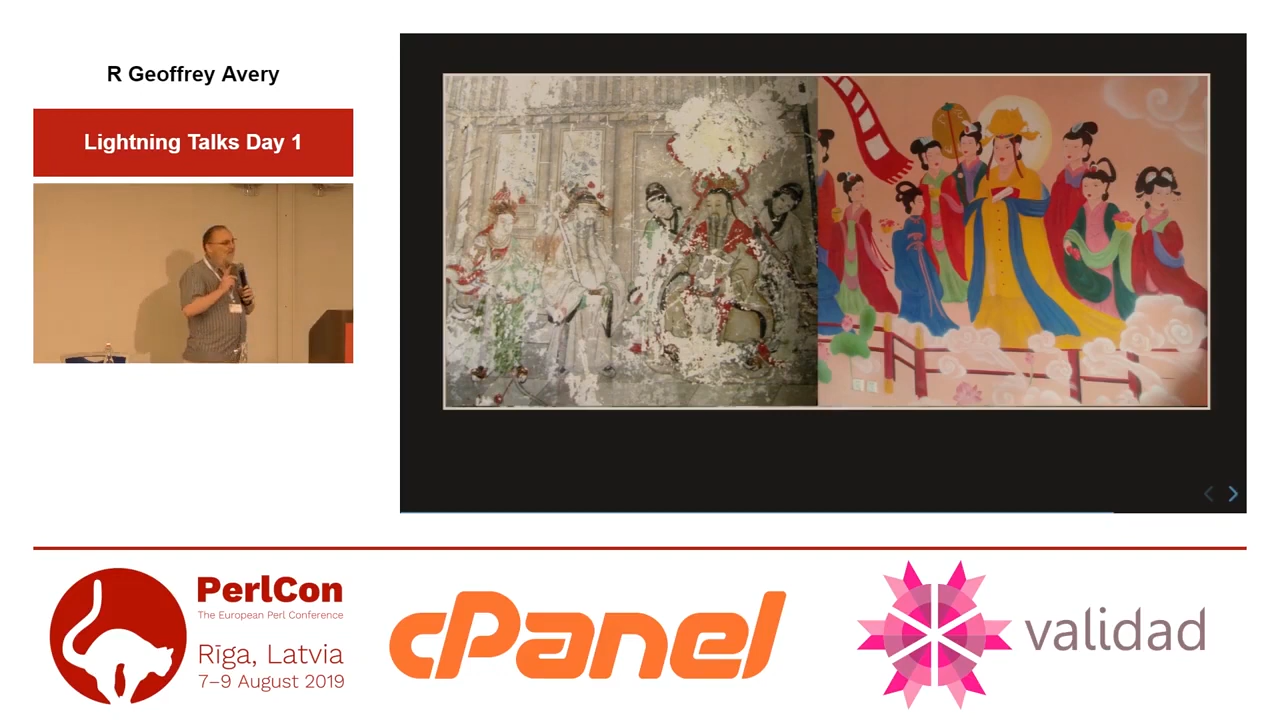 R Geoffrey Avery
Lightning Talks Day 1
PerlCon
The European Perl Conference
Rīga, Latvia
7–9 August 2019
cPanel
validad